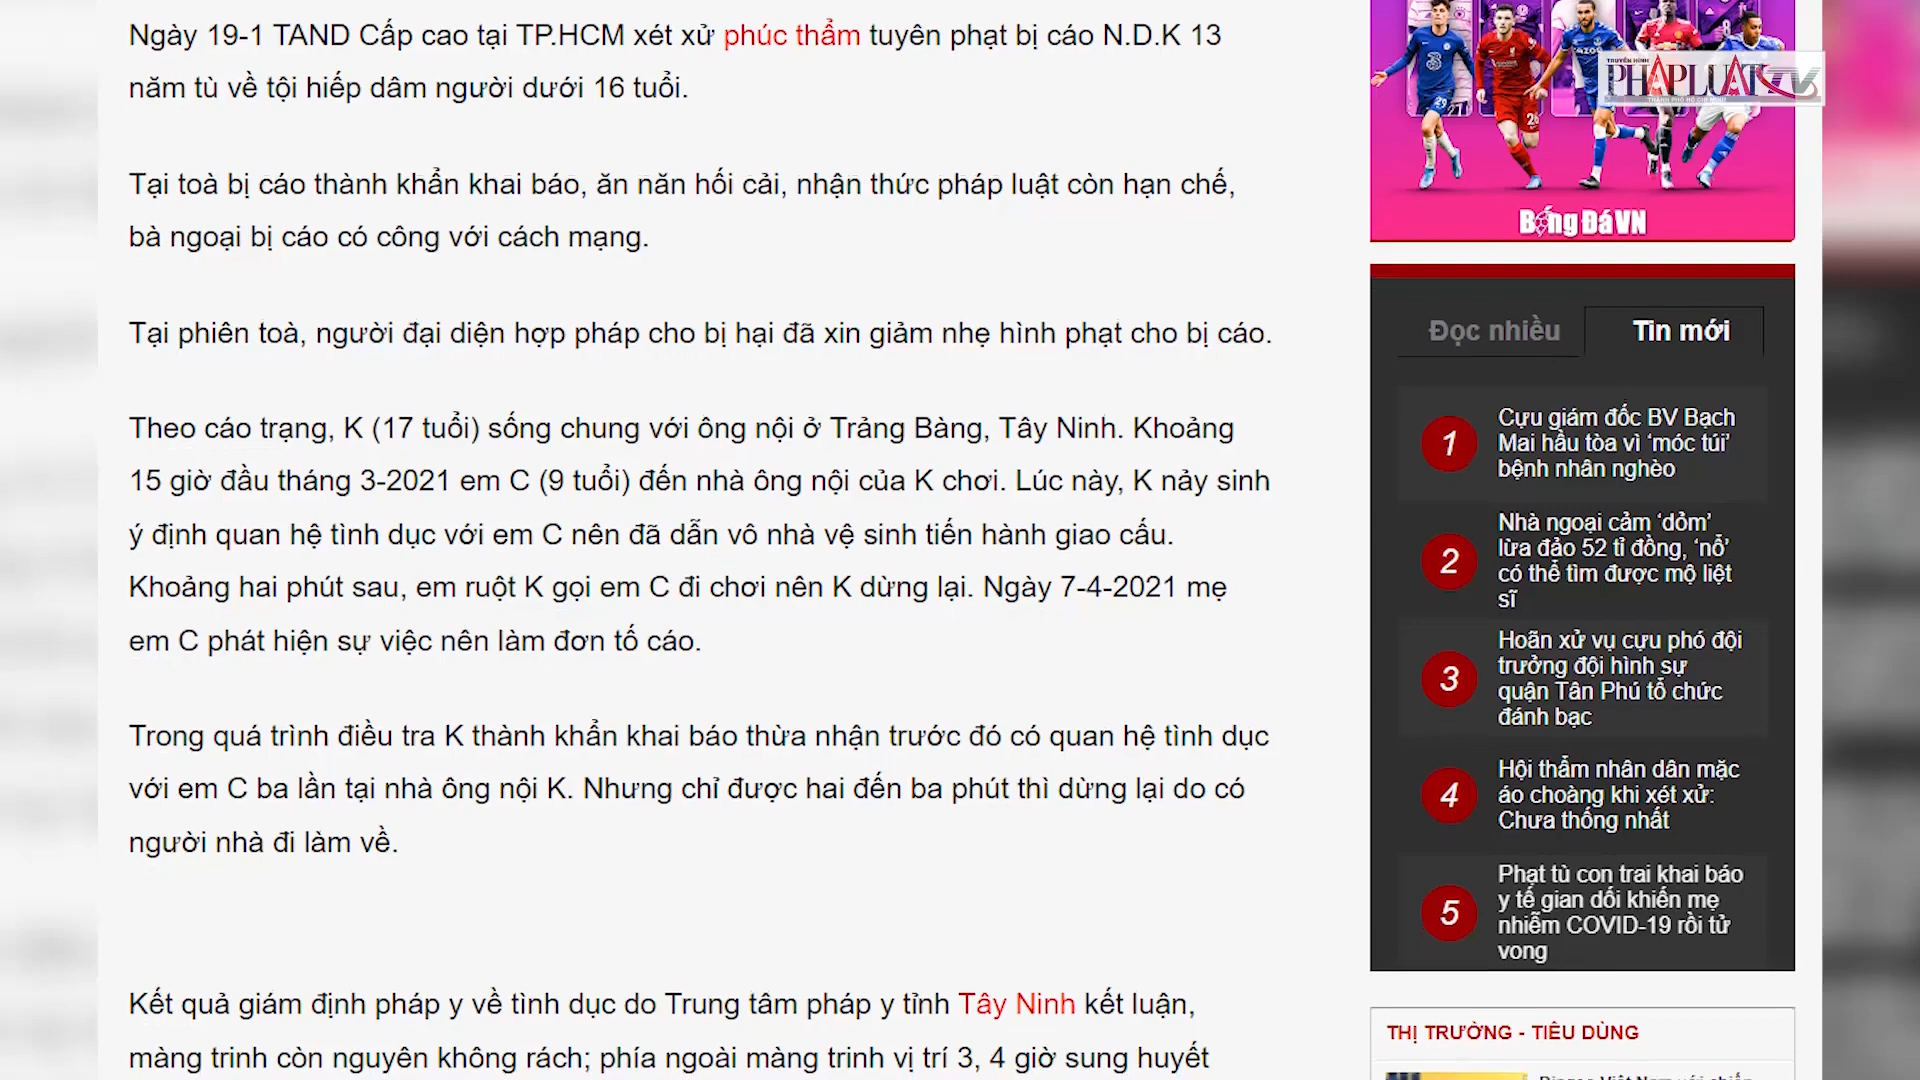 Ngày 19-1 TAND Cấp cao tại TP.HCM xét xử phúc thẩm tuyên phạt bị cáo N.D.K 13
năm tù về tội hiếp dâm người dưới 16 tuổi.
Tại toà bị cáo thành khẩn khai báo, ăn năn hối cải, nhận thức pháp luật còn hạn chế,
bà ngoại bị cáo có công với cách mạng.
Tại phiên toà, người đại diện hợp pháp cho bị hại đã xin giảm nhẹ hình phạt cho bị cáo.
Theo cáo trạng, K (17 tuổi) sống chung với ông nội ở Trảng Bàng, Tây Ninh. Khoảng
15 giờ đầu tháng 3-2021 em C (9 tuổi) đến nhà ông nội của K chơi. Lúc này, K nảy sinh
ý định quan hệ tình dục với em C nên đã dẫn vô nhà vệ sinh tiến hành giao cấu.
Khoảng hai phút sau, em ruột K gọi em C đi chơi nên K dừng lại. Ngày 7-4-2021 mẹ
em C phát hiện sự việc nên làm đơn tố cáo.
Trong quá trình điều tra K thành khẩn khai báo thừa nhận trước đó có quan hệ tình dục
với em C ba lần tại nhà ông nội K. Nhưng chỉ được hai đến ba phút thì dừng lại do có
người nhà đi làm về.
Kết quả giám định pháp y về tình dục do Trung tâm pháp y tỉnh Tây Ninh kết luận,
màng trinh còn nguyên không rách; phía ngoài màng trinh vị trí 3, 4 giờ sung huyết
TRUYỀN HÌNH
PHÁP LUẬT TV
THÀNH PHỐ HỒ CHÍ MINH
Bóng Đá VN
Đọc nhiều
Tin mới
1
Cựu giám đốc BV Bạch
Mai hầu tòa vì ‘móc túi’
bệnh nhân nghèo
2
Nhà ngoại cảm ‘dỏm’
lừa đảo 52 tỉ đồng, ‘nổ’
có thể tìm được mộ liệt
sĩ
3
Hoãn xử vụ cựu phó đội
trưởng đội hình sự
quận Tân Phú tổ chức
đánh bạc
4
Hội thẩm nhân dân mặc
áo choàng khi xét xử:
Chưa thống nhất
5
Phạt tù con trai khai báo
y tế gian dối khiến mẹ
nhiễm COVID-19 rồi tử
vong
THỊ TRƯỜNG - TIÊU DÙNG